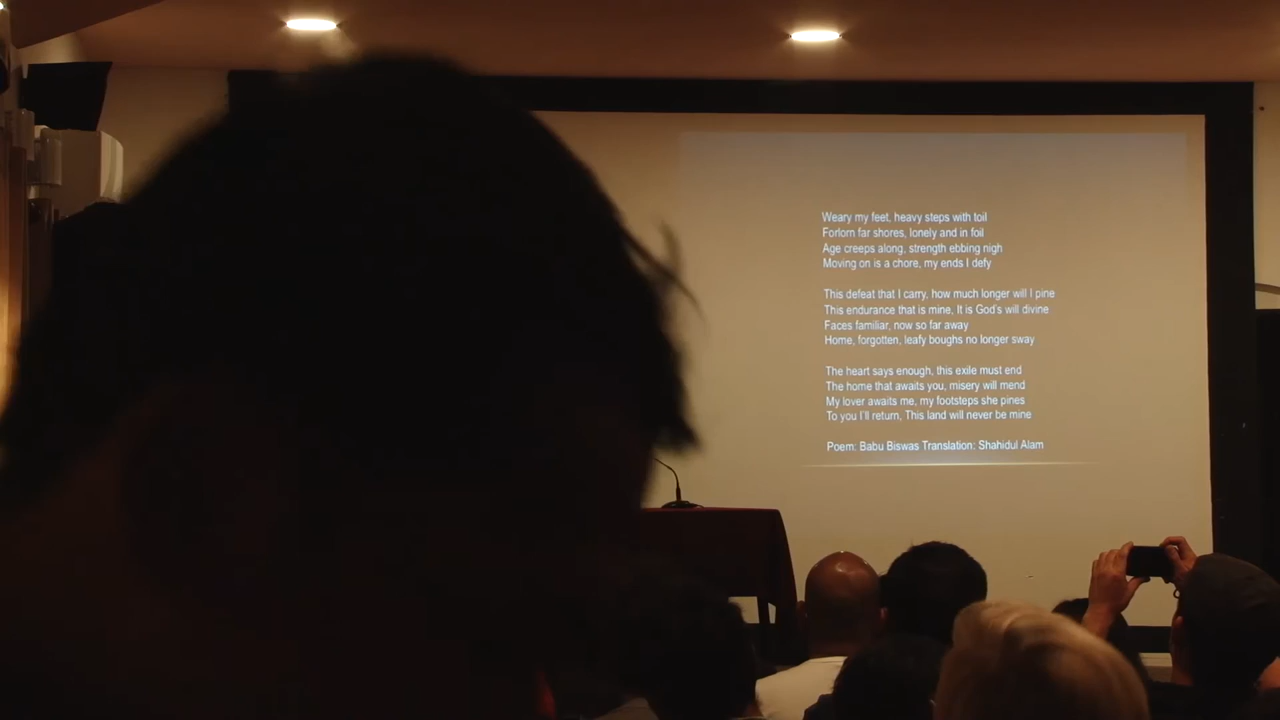 Weary my feet, heavy steps with toil
Forlorn far shores, lonely and in foil
Age creeps along, strength ebbing nigh
Moving on is a chore, my ends I defy
This defeat that I carry, how much longer will I pine
This endurance that is mine, It is God's will divine
Faces familiar, now so far away
Home, forgotten, leafy boughs no longer sway
The heart says enough, this exile must end
The home that awaits you, misery will mend
My lover awaits me, my footsteps she pines
To you I'll return, This land will never be mine
Poem: Babu Biswas Translation: Shahidul Alam